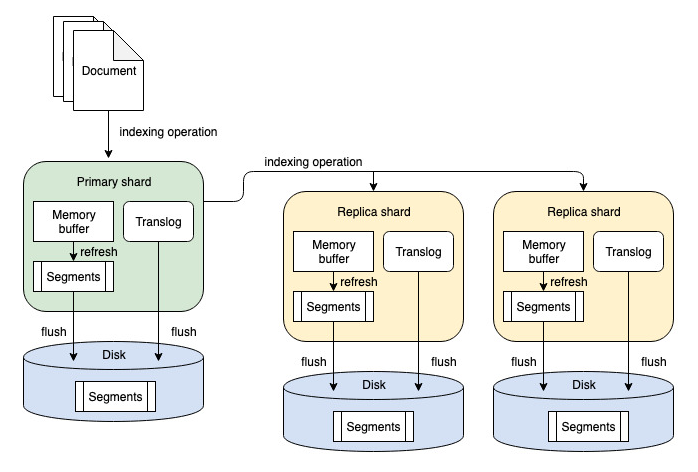 Document
indexing operation
Primary shard
Memory
buffer
Translog
refresh
Segments
flush
flush
Disk
Segments
indexing operation
Replica shard
Memory
buffer
Translog
refresh
Segments
flush
flush
Disk
Segments
Replica shard
Memory
buffer
Translog
refresh
Segments
flush
flush
Disk
Segments